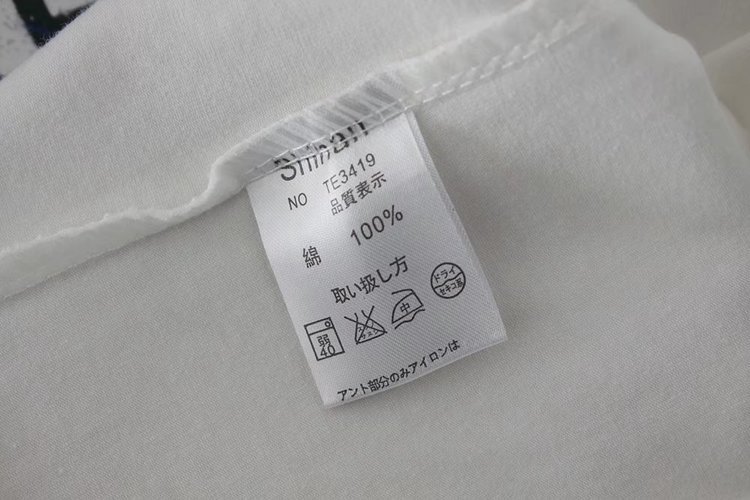 Shihan
NO TE3419
品質表示
綿 100%
取い扱し方
弱 40
中
ドライ
セキユ系
アント部分のみアイロンは